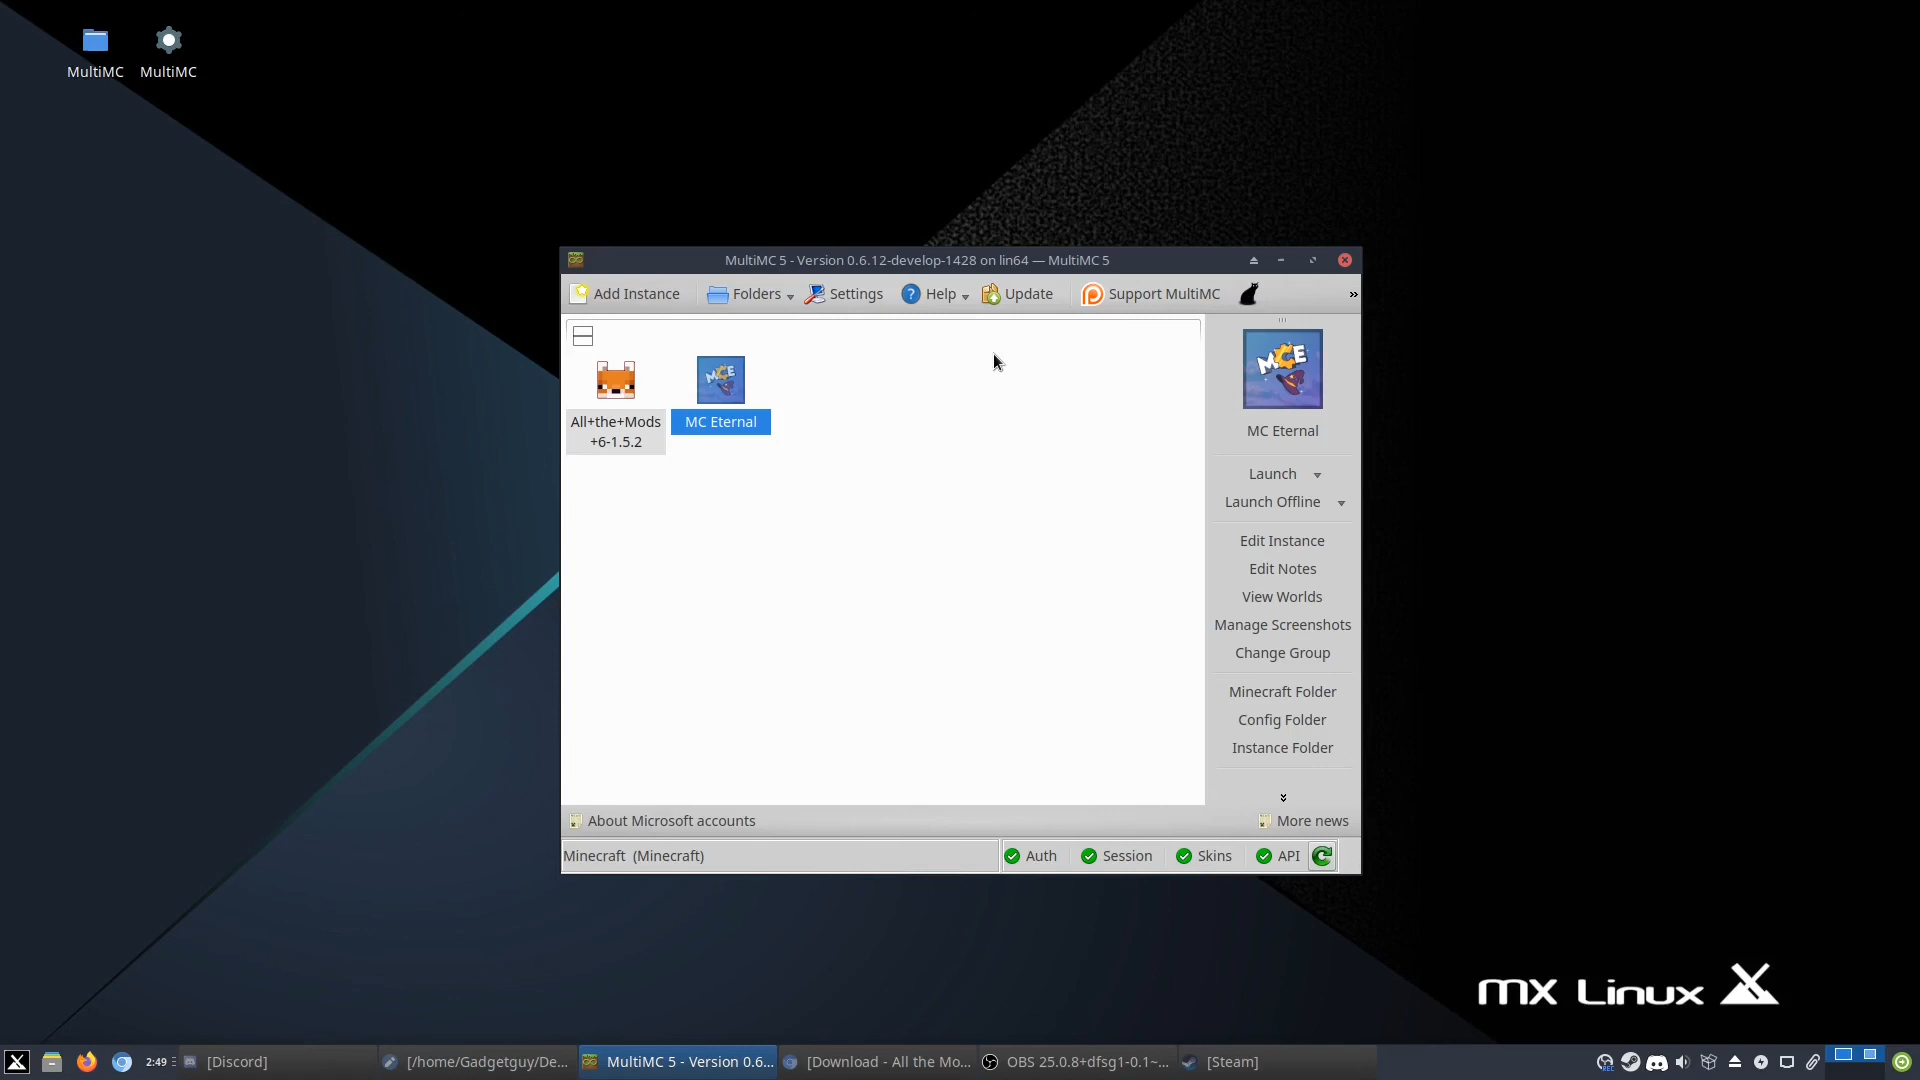 MultiMC
MultiMC
MultiMC 5 - Version 0.6.12-develop-1428 on lin64 — MultiMC 5
Add Instance
Folders
Settings
Help
Update
Support MultiMC
»
All+the+Mods
+6-1.5.2
MC Eternal
MCE
MC Eternal
Launch
Launch Offline
Edit Instance
Edit Notes
View Worlds
Manage Screenshots
Change Group
Minecraft Folder
Config Folder
Instance Folder
About Microsoft accounts
More news
Minecraft (Minecraft)
Auth
Session
Skins
API
MX Linux
2:49
[Discord]
[/home/Gadgetguy/De...
MultiMC 5 - Version 0.6...
[Download - All the Mo...
OBS 25.0.8+dfsg1-0.1~...
[Steam]
REC